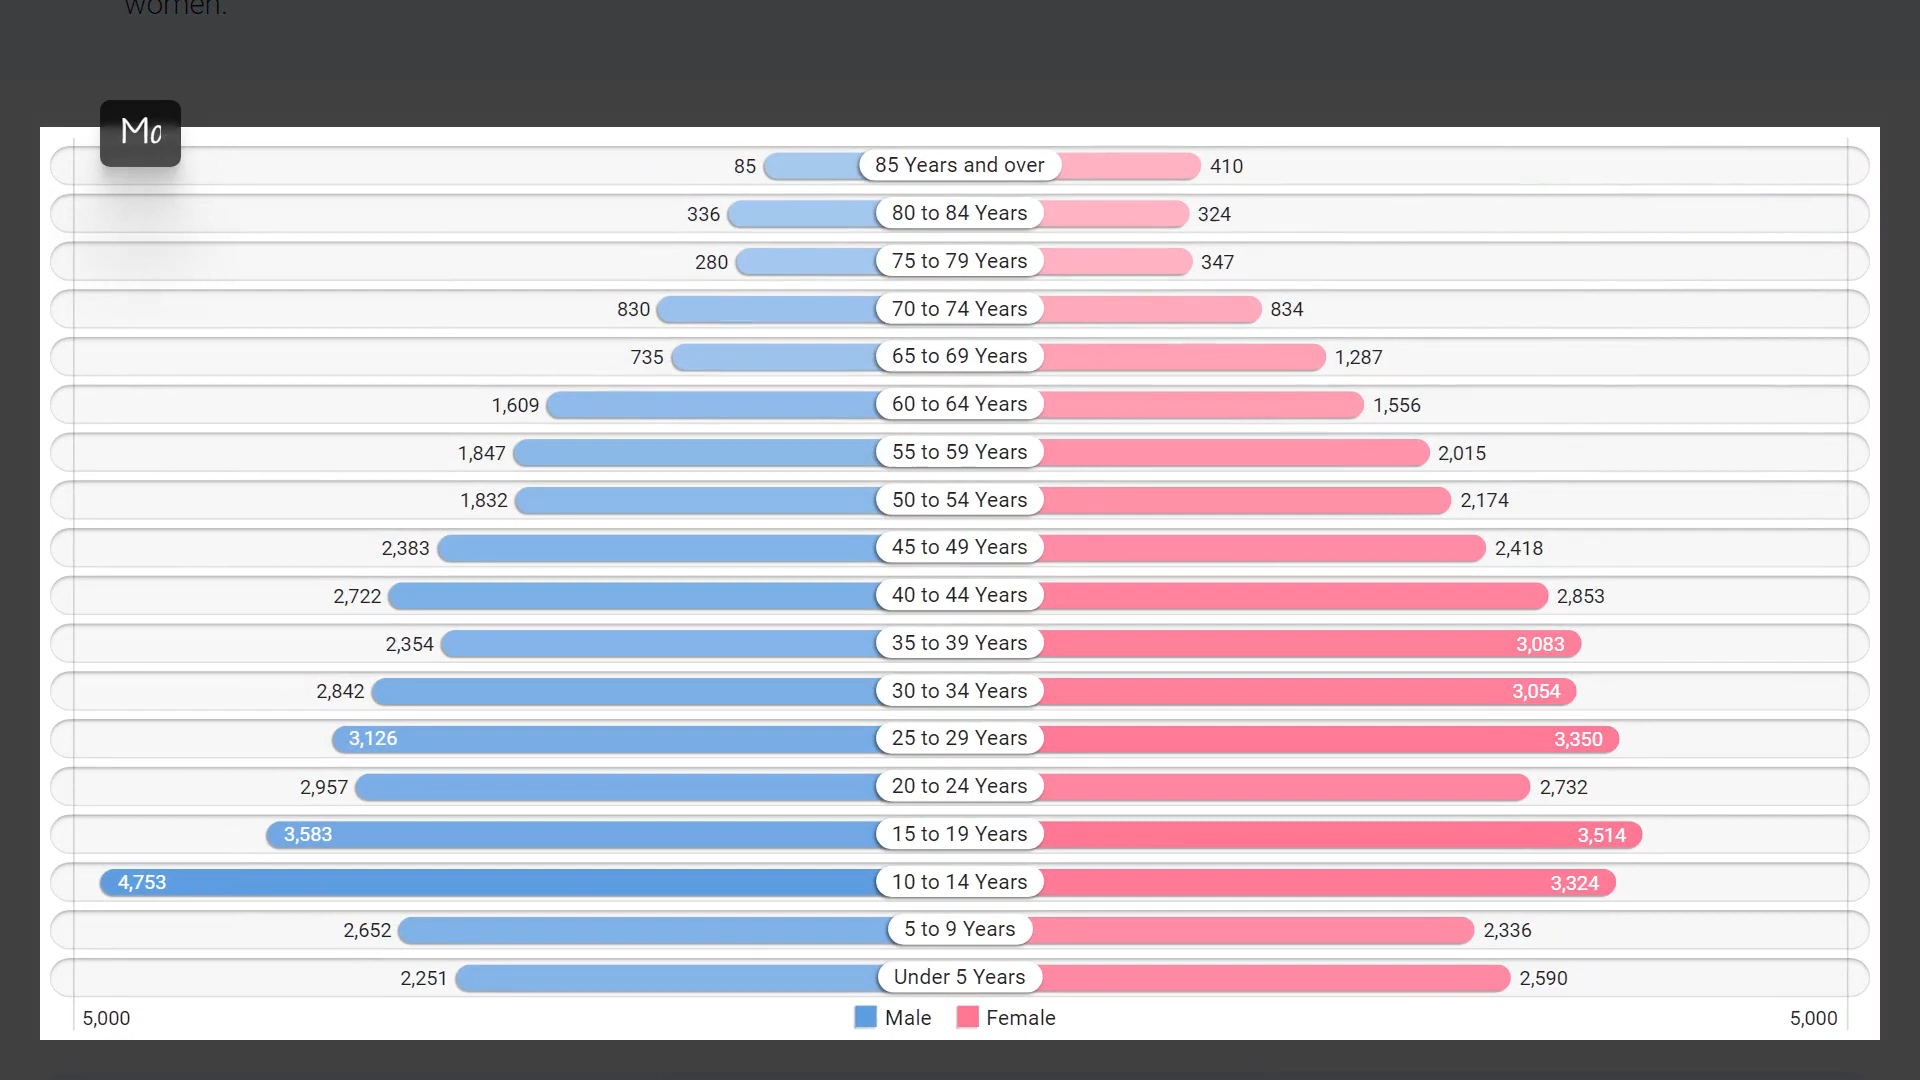 women.
Mo
85 85 Years and over 410
336 80 to 84 Years 324
280 75 to 79 Years 347
830 70 to 74 Years 834
735 65 to 69 Years 1,287
1,609 60 to 64 Years 1,556
1,847 55 to 59 Years 2,015
1,832 50 to 54 Years 2,174
2,383 45 to 49 Years 2,418
2,722 40 to 44 Years 2,853
2,354 35 to 39 Years 3,083
2,842 30 to 34 Years 3,054
3,126 25 to 29 Years 3,350
2,957 20 to 24 Years 2,732
3,583 15 to 19 Years 3,514
4,753 10 to 14 Years 3,324
2,652 5 to 9 Years 2,336
2,251 Under 5 Years 2,590
5,000 Male Female 5,000